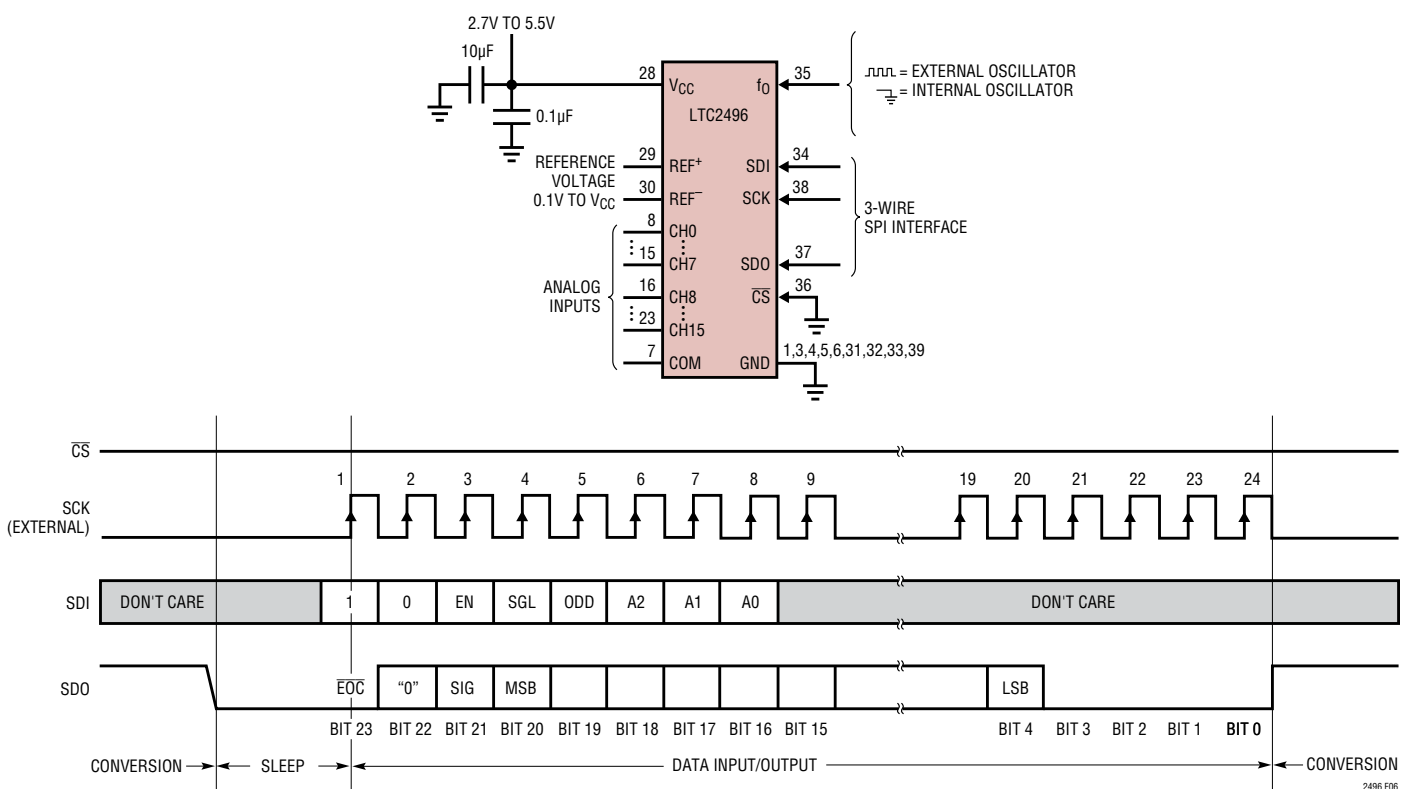 2.7V TO 5.5V
10µF
0.1µF
28
VCC
fO
35
= EXTERNAL OSCILLATOR
= INTERNAL OSCILLATOR
LTC2496
REFERENCE
VOLTAGE
0.1V TO VCC
29
REF+
SDI
34
30
REF–
SCK
38
3-WIRE
SPI INTERFACE
8
CH0
15
CH7
SDO
37
ANALOG
INPUTS
16
CH8
CS
36
23
CH15
7
COM
GND
1,3,4,5,6,31,32,33,39
CS
1 2 3 4 5 6 7 8 9 19 20 21 22 23 24
SCK
(EXTERNAL)
SDI DON'T CARE 1 0 EN SGL ODD A2 A1 A0 DON'T CARE
SDO EOC “0” SIG MSB LSB
BIT 23 BIT 22 BIT 21 BIT 20 BIT 19 BIT 18 BIT 17 BIT 16 BIT 15 BIT 4 BIT 3 BIT 2 BIT 1 BIT 0
CONVERSION SLEEP DATA INPUT/OUTPUT CONVERSION
2496 F06